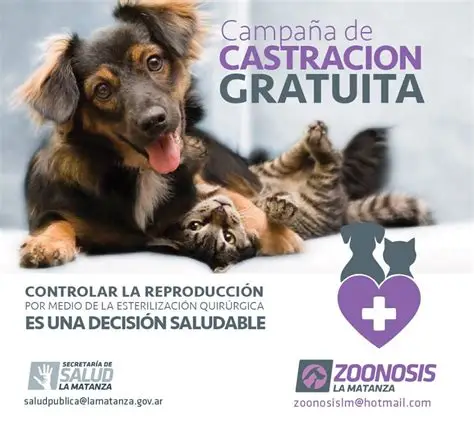 Campaña de
CASTRACION
GRATUITA
CONTROLAR LA REPRODUCCIÓN
POR MEDIO DE LA ESTERILIZACIÓN QUIRÚRGICA
ES UNA DECISIÓN SALUDABLE
SECRETARÍA DE
SALUD
LA MATANZA
saludpublica@lamatanza.gov.ar
ZOONOSIS
LA MATANZA
zoonosislm@hotmail.com